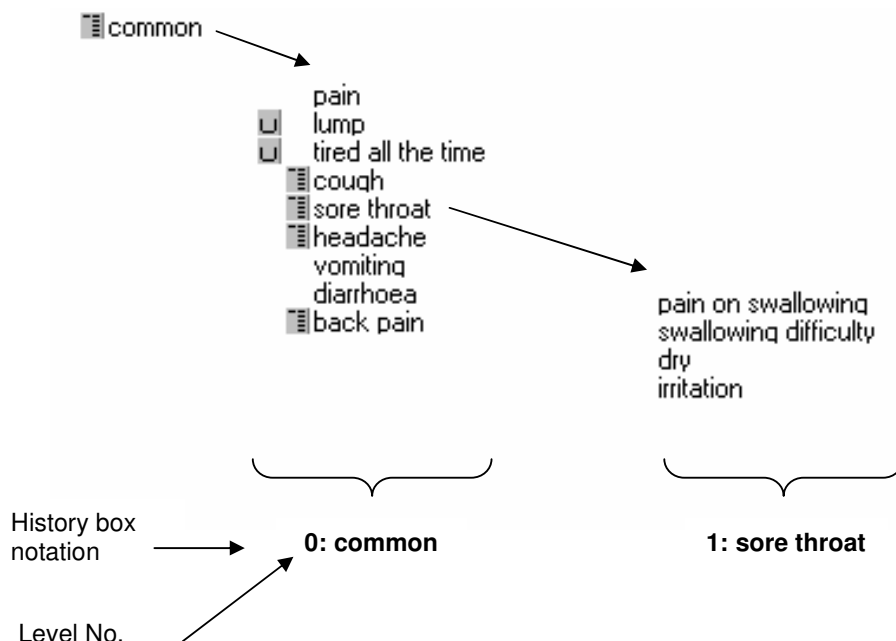 common
pain
U lump
U tired all the time
cough
sore throat
headache
vomiting
diarrhoea
back pain
pain on swallowing
swallowing difficulty
dry
irritation
History box
notation
0: common
1: sore throat
Level No.